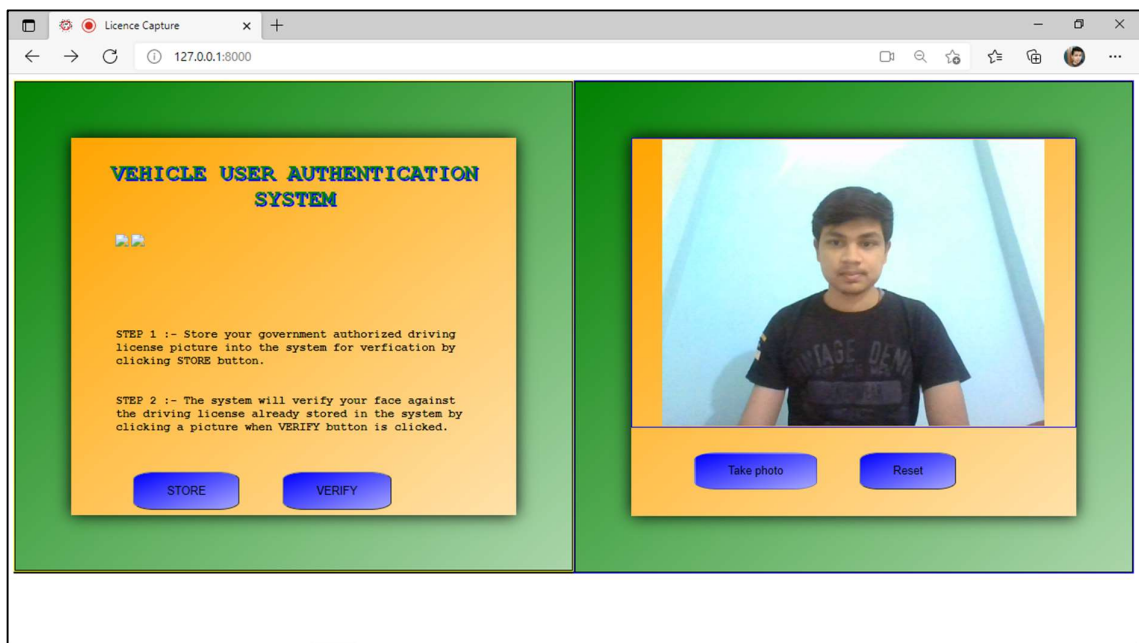 Licence Capture
127.0.0.1:8000
VEHICLE USER AUTHENTICATION
SYSTEM
STEP 1 :- Store your government authorized driving
license picture into the system for verfication by
clicking STORE button.
STEP 2 :- The system will verify your face against
the driving license already stored in the system by
clicking a picture when VERIFY button is clicked.
STORE
VERIFY
Take photo
Reset